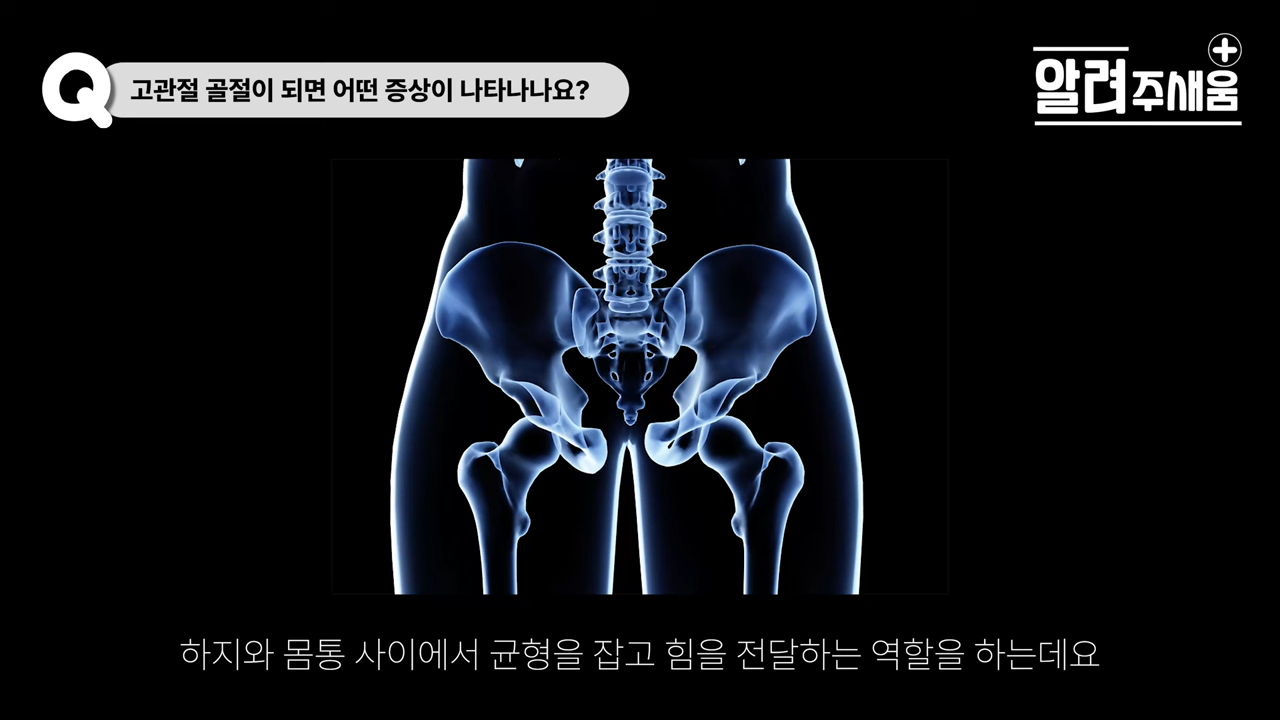 Q 고관절 골절이 되면 어떤 증상이 나타나나요?
알려주새움
하지와 몸통 사이에서 균형을 잡고 힘을 전달하는 역할을 하는데요